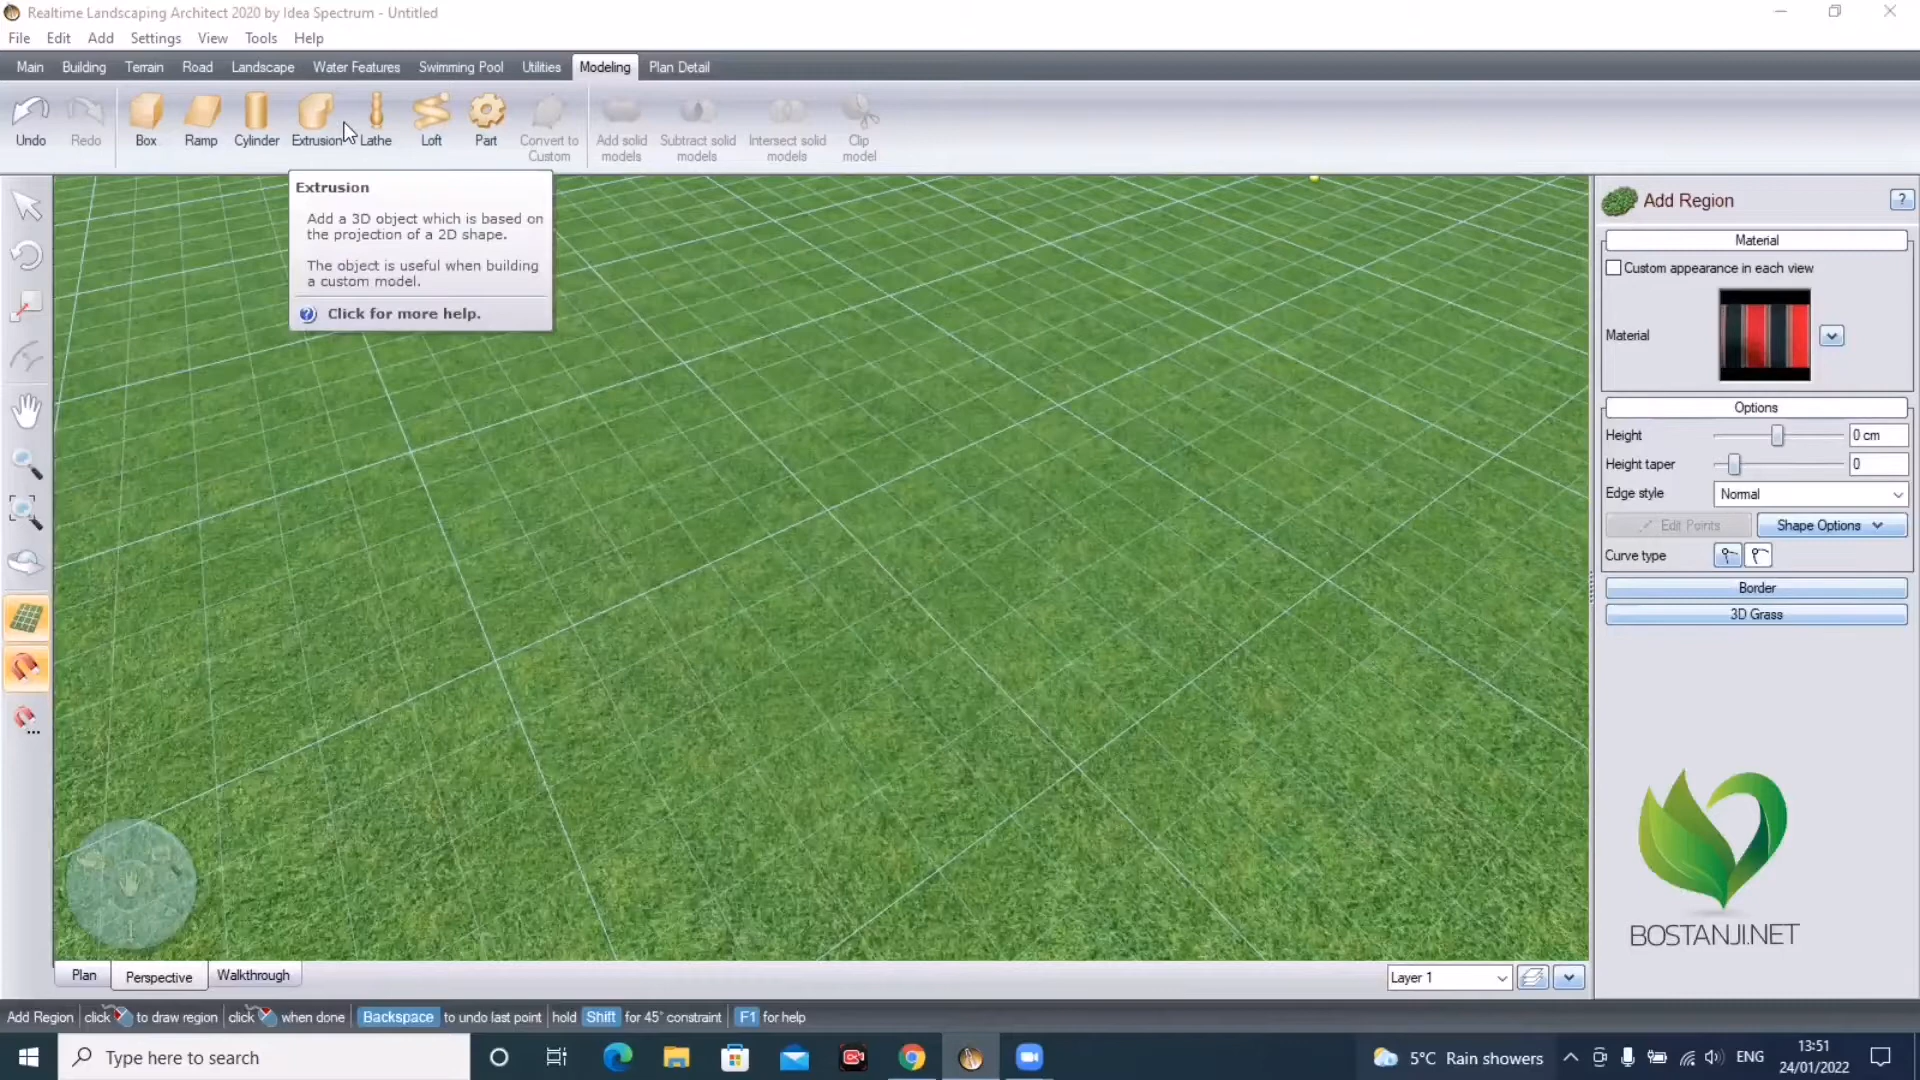 Realtime Landscaping Architect 2020 by Idea Spectrum - Untitled
File Edit Add Settings View Tools Help
Main Building Terrain Road Landscape Water Features Swimming Pool Utilities Modeling Plan Detail
Undo Redo Box Ramp Cylinder Extrusion Lathe Loft Part Convert to Custom Add solid models Subtract solid models Intersect solid models Clip model
Extrusion
Add a 3D object which is based on
the projection of a 2D shape.
The object is useful when building
a custom model.
? Click for more help.
Add Region ?
Material
Custom appearance in each view
Material
Options
Height 0 cm
Height taper 0
Edge style Normal
Edit Points Shape Options
Curve type
Border
3D Grass
BOSTANJI.NET
Plan Perspective Walkthrough Layer 1
Add Region click to draw region click when done Backspace to undo last point hold Shift for 45° constraint F1 for help
Type here to search
5°C Rain showers ENG
13:51
24/01/2022